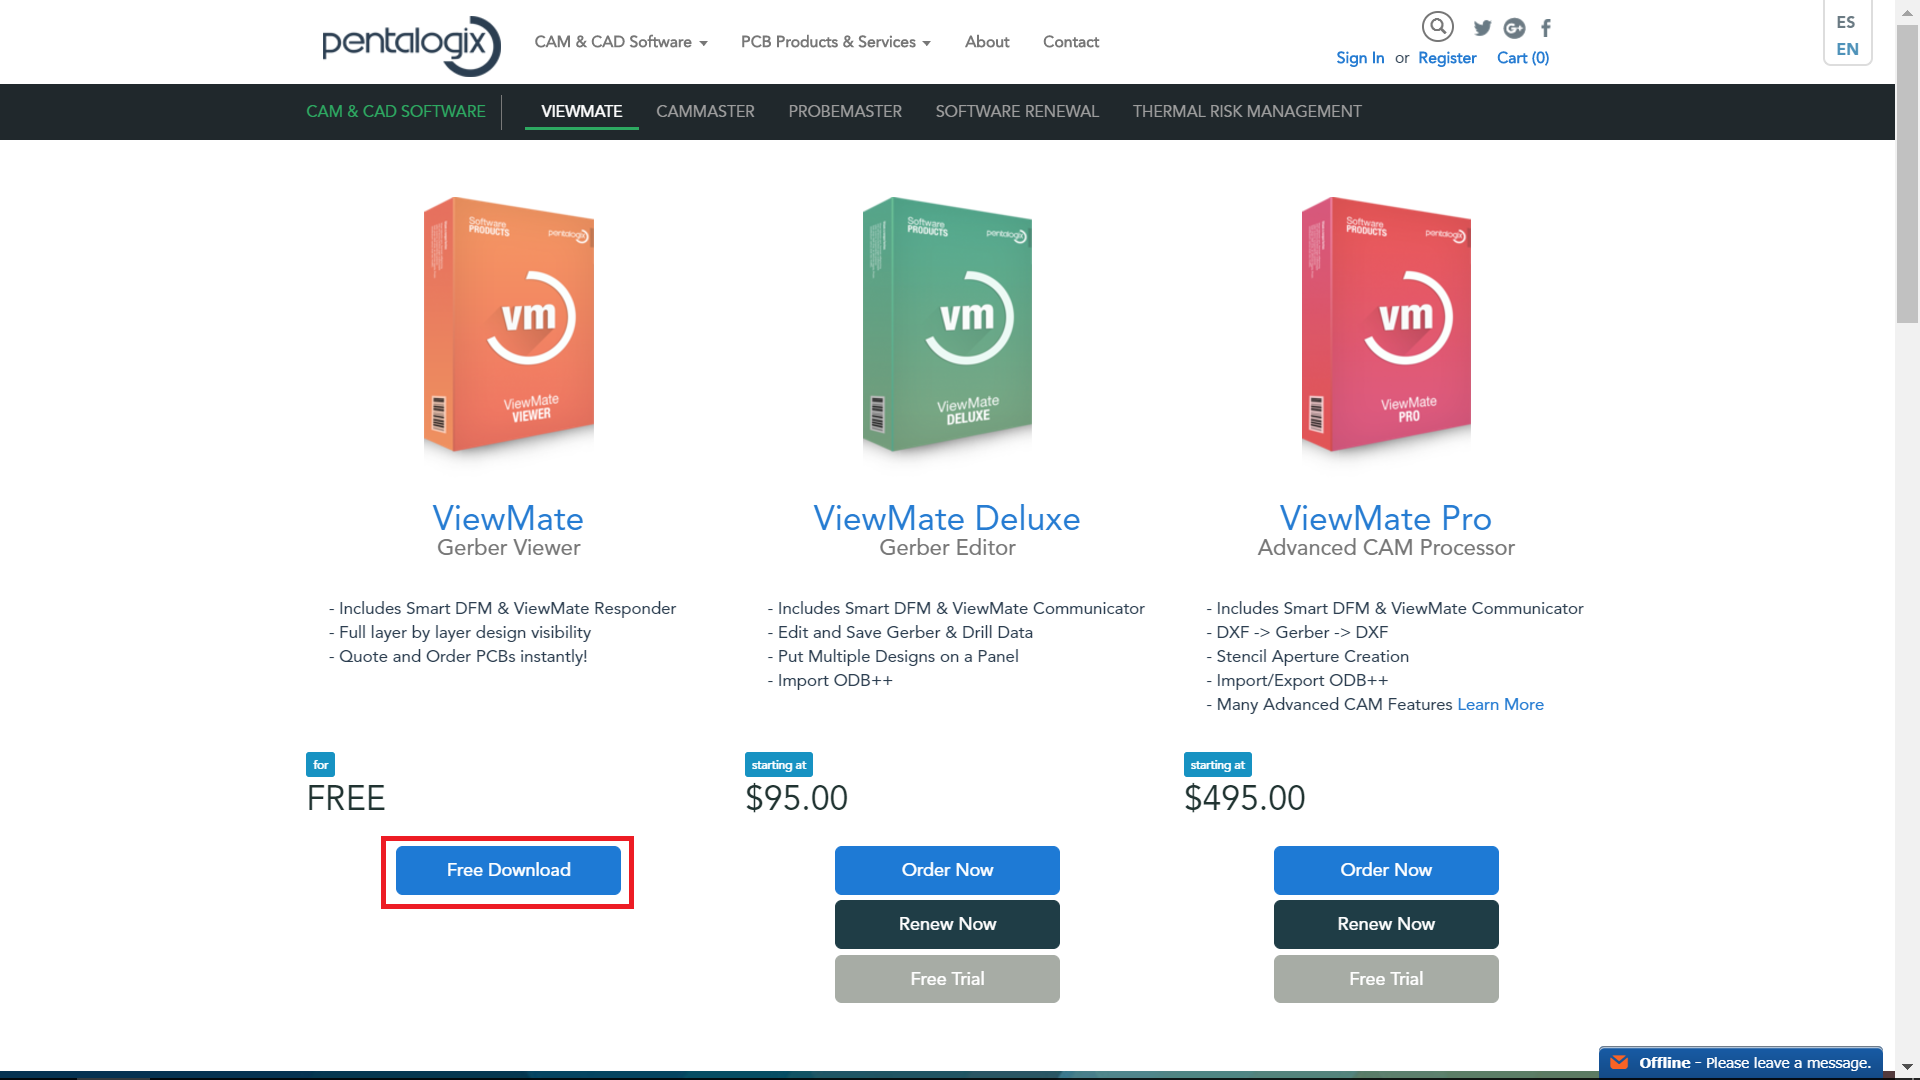 pentalogix
CAM & CAD Software
PCB Products & Services
About
Contact
Sign In or Register Cart (0)
ES
EN
CAM & CAD SOFTWARE
VIEWMATE
CAMMASTER
PROBEMASTER
SOFTWARE RENEWAL
THERMAL RISK MANAGEMENT
Software
PRODUCTS
pentalogix
vm
ViewMate
VIEWER
Software
PRODUCTS
pentalogix
vm
ViewMate
DELUXE
Software
PRODUCTS
pentalogix
vm
ViewMate
PRO
ViewMate
Gerber Viewer
- Includes Smart DFM & ViewMate Responder
- Full layer by layer design visibility
- Quote and Order PCBs instantly!
for
FREE
Free Download
ViewMate Deluxe
Gerber Editor
- Includes Smart DFM & ViewMate Communicator
- Edit and Save Gerber & Drill Data
- Put Multiple Designs on a Panel
- Import ODB++
starting at
$95.00
Order Now
Renew Now
Free Trial
ViewMate Pro
Advanced CAM Processor
- Includes Smart DFM & ViewMate Communicator
- DXF -> Gerber -> DXF
- Stencil Aperture Creation
- Import/Export ODB++
- Many Advanced CAM Features Learn More
starting at
$495.00
Order Now
Renew Now
Free Trial
Offline - Please leave a message.